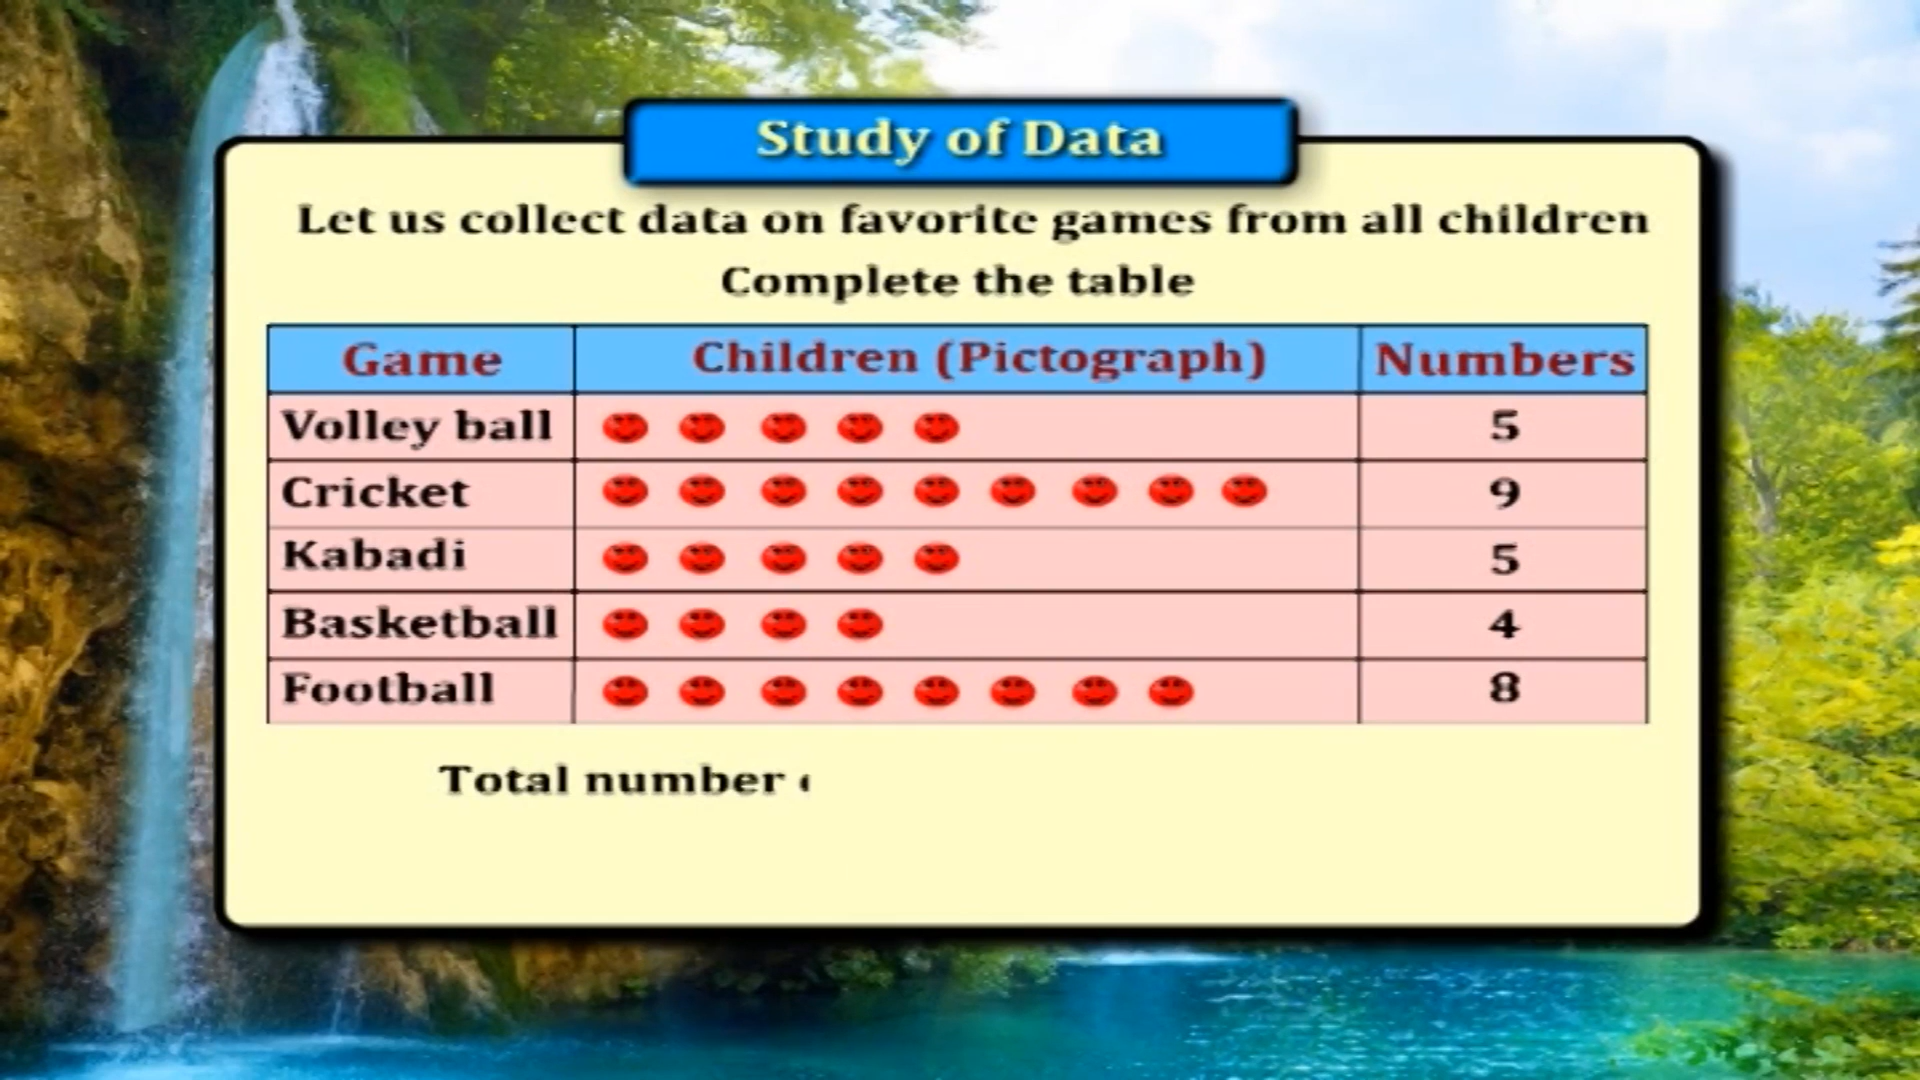 Study of Data
Let us collect data on favorite games from all children
Complete the table
Game Children (Pictograph) Numbers
Volley ball 5
Cricket 9
Kabadi 5
Basketball 4
Football 8
Total number